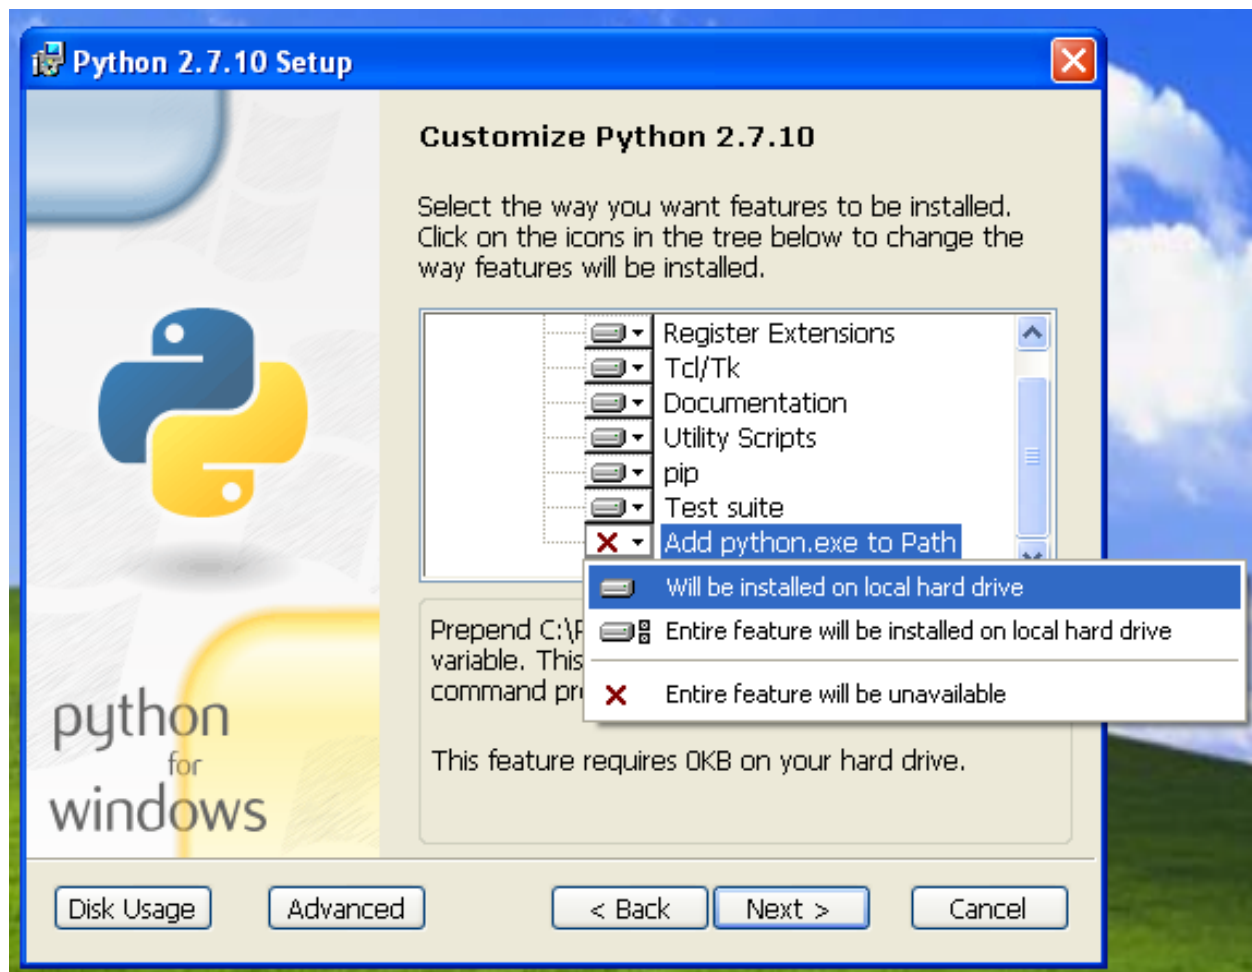 Python 2.7.10 Setup
Customize Python 2.7.10
Select the way you want features to be installed.
Click on the icons in the tree below to change the
way features will be installed.
Register Extensions
Tcl/Tk
Documentation
Utility Scripts
pip
Test suite
Add python.exe to Path
Will be installed on local hard drive
Entire feature will be installed on local hard drive
Entire feature will be unavailable
Prepend C:\
variable. This
command
This feature requires 0KB on your hard drive.
python
for
windows
Disk Usage
Advanced
< Back
Next >
Cancel